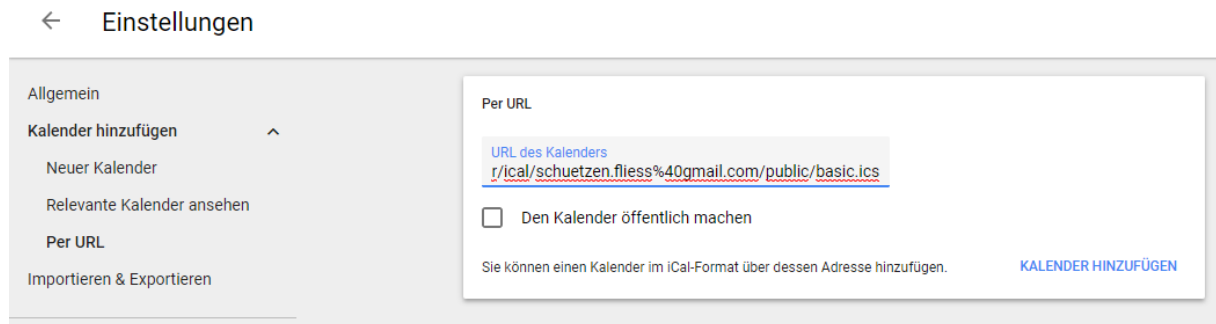 Einstellungen
Allgemein
Kalender hinzufügen
Neuer Kalender
Relevante Kalender ansehen
Per URL
Importieren & Exportieren
Per URL
URL des Kalenders
r/ical/schuetzen.fliess%40gmail.com/public/basic.ics
Den Kalender öffentlich machen
Sie können einen Kalender im iCal-Format über dessen Adresse hinzufügen.
KALENDER HINZUFÜGEN